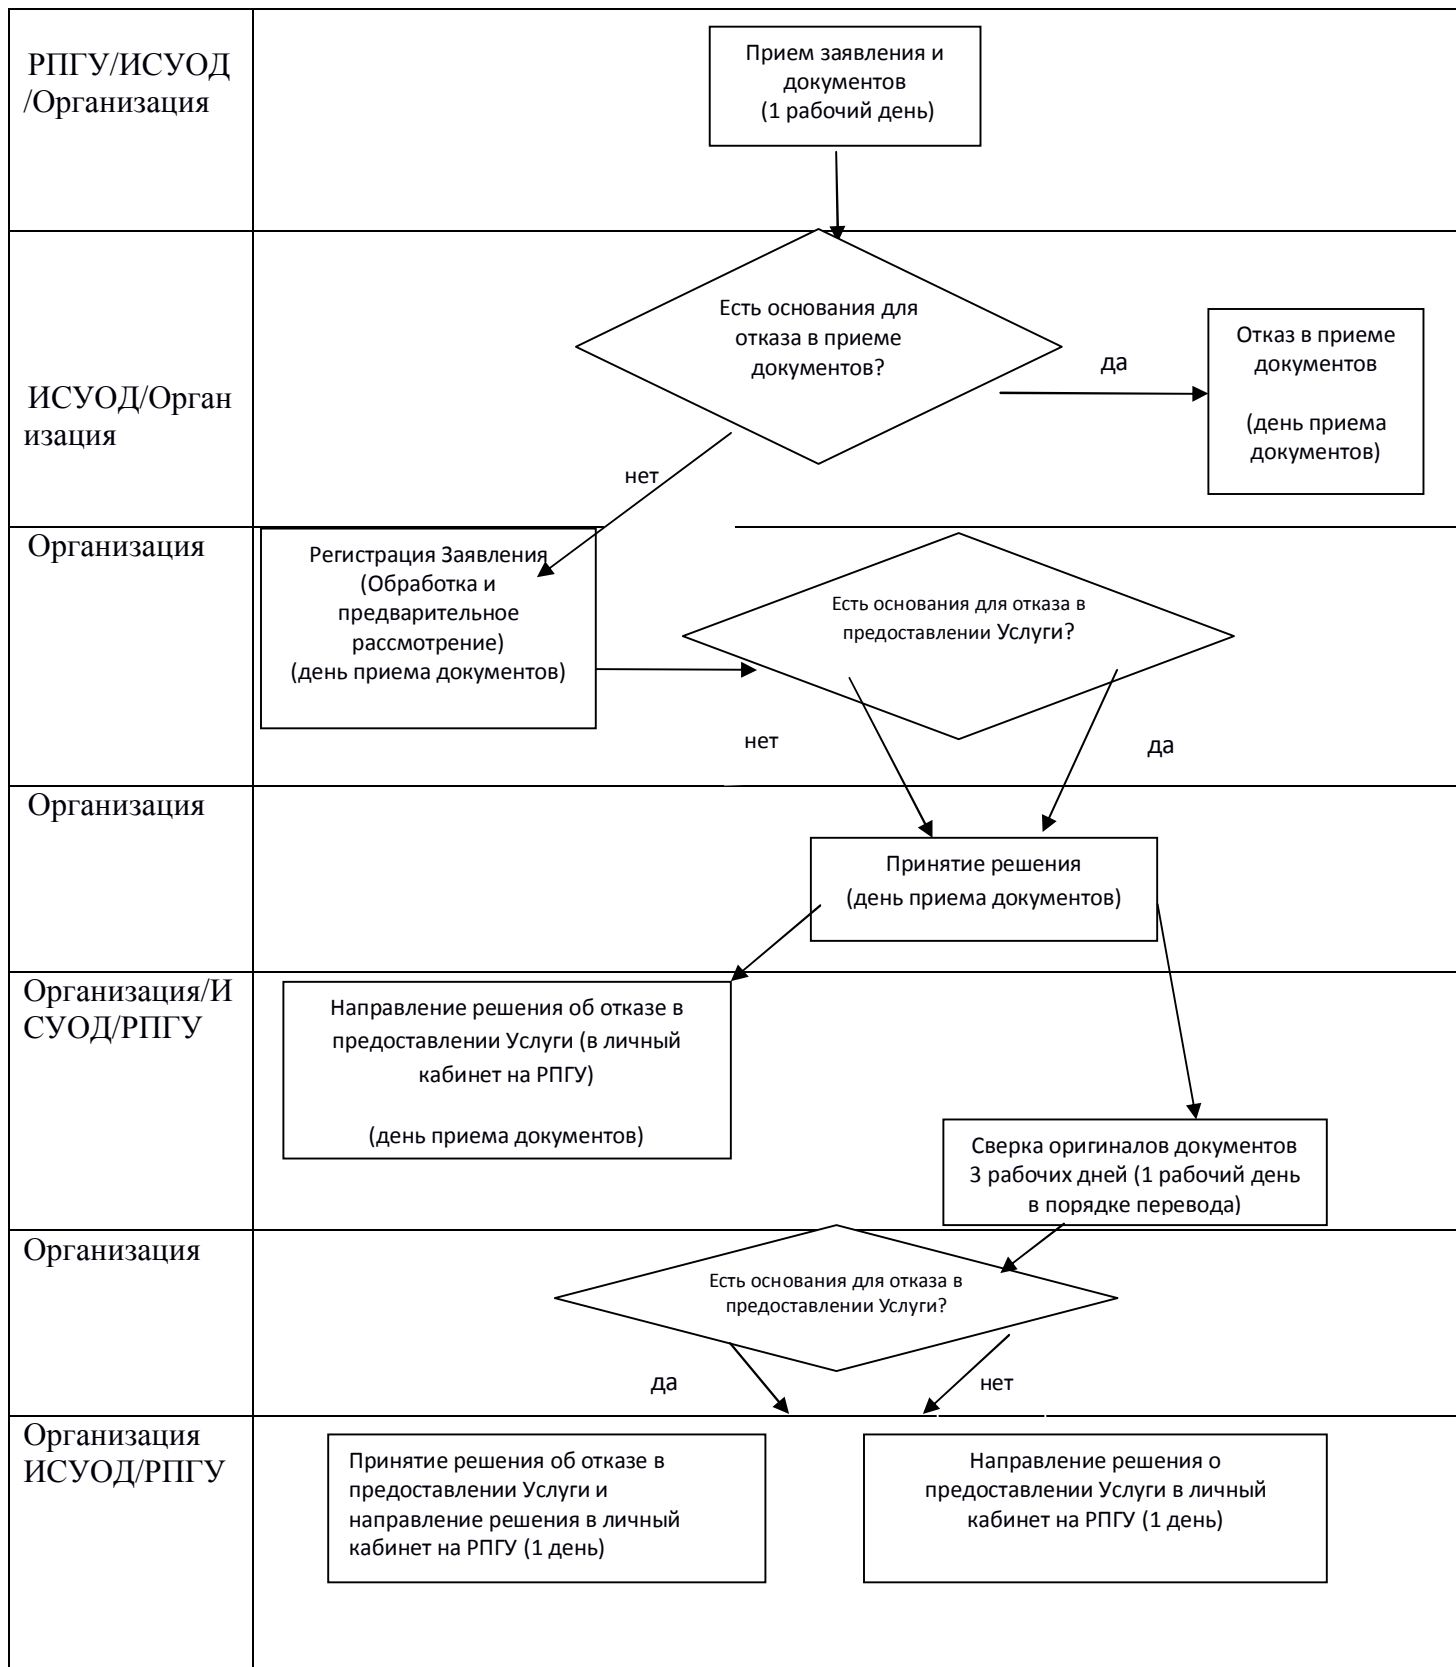 РПГУ/ИСУОД
/Организация
Прием заявления и
документов
(1 рабочий день)
ИСУОД/Орган
изация
Есть основания для
отказа в приеме
документов?
да
Отказ в приеме
документов
(день приема
документов)
нет
Организация
Регистрация Заявления
(Обработка и
предварительное
рассмотрение)
(день приема документов)
Есть основания для отказа в
предоставлении Услуги?
нет
да
Организация
Принятие решения
(день приема документов)
Организация/И
СУОД/РПГУ
Направление решения об отказе в
предоставлении Услуги (в личный
кабинет на РПГУ)
(день приема документов)
Сверка оригиналов документов
3 рабочих дней (1 рабочий день
в порядке перевода)
Организация
Есть основания для отказа в
предоставлении Услуги?
да
нет
Организация
ИСУОД/РПГУ
Принятие решения об отказе в
предоставлении Услуги и
направление решения в личный
кабинет на РПГУ (1 день)
Направление решения о
предоставлении Услуги в личный
кабинет на РПГУ (1 день)